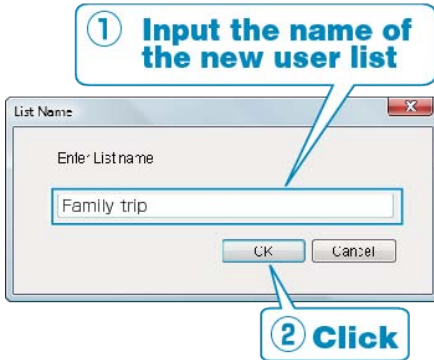 ① Input the name of
the new user list
List Name
Enter List name
Family trip
OK
Cancel
② Click